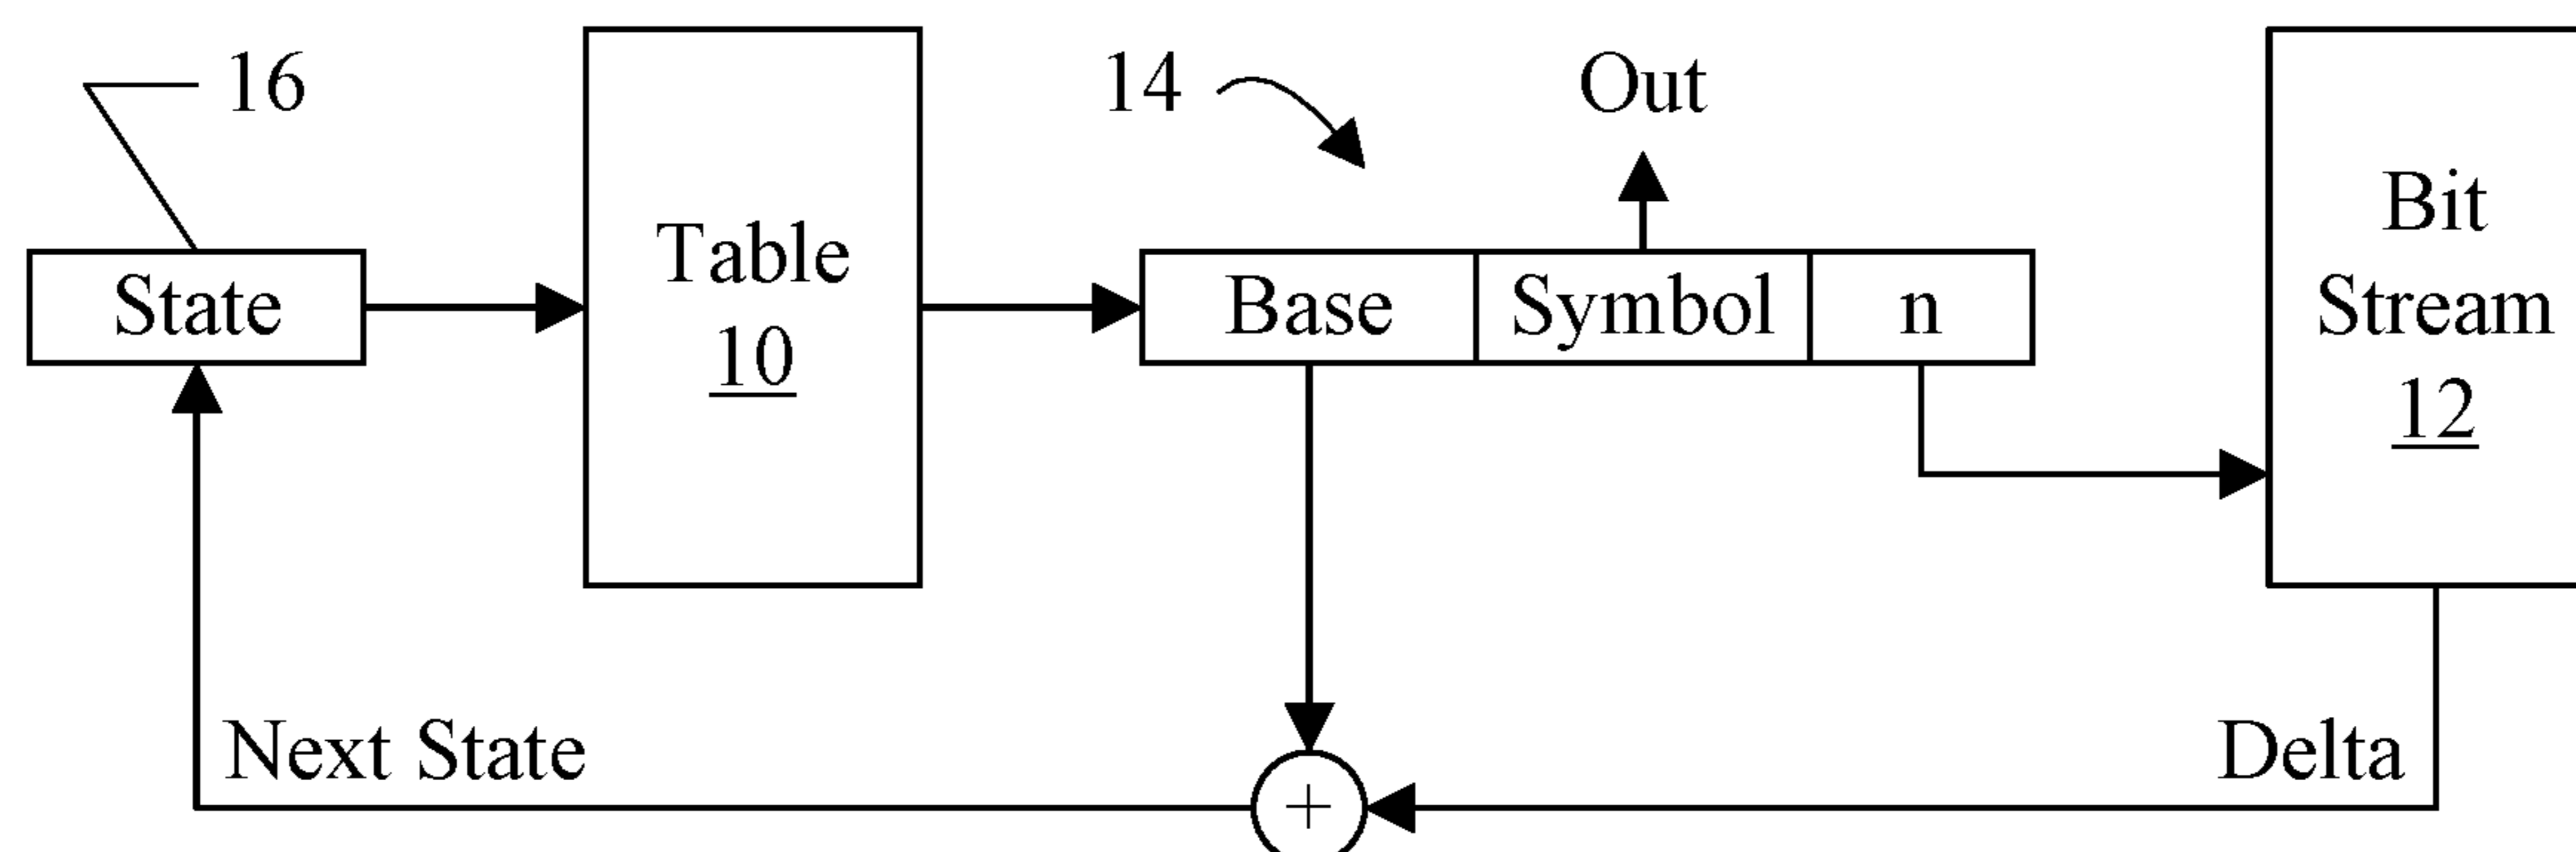 16
14
Out
State
Table
10
Base
Symbol
n
Bit
Stream
12
Next State
+
Delta